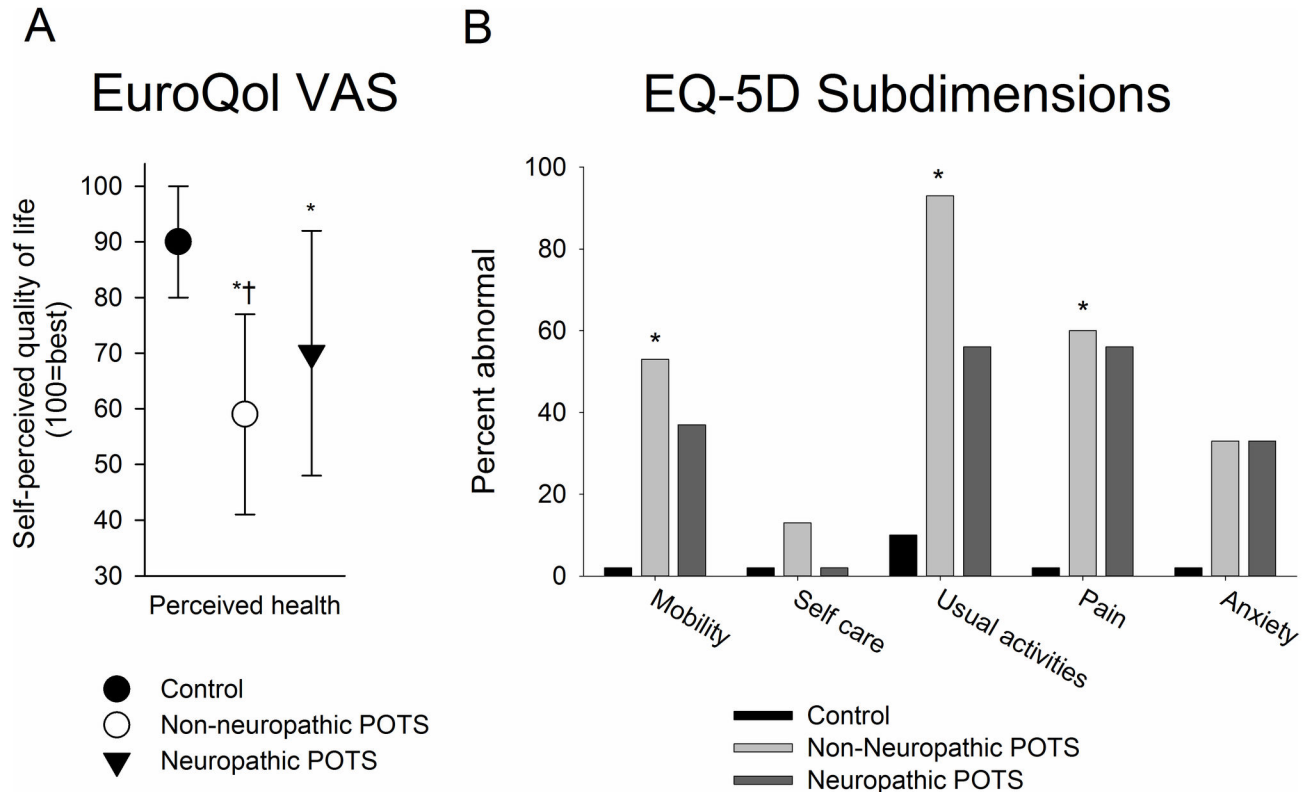 A
EuroQol VAS
Self-perceived quality of life
(100=best)
100
90
80
70
60
50
40
30
*†
*
Perceived health
Control
Non-neuropathic POTS
Neuropathic POTS
B
EQ-5D Subdimensions
Percent abnormal
100
80
60
40
20
0
*
*
*
Mobility
Self care
Usual activities
Pain
Anxiety
Control
Non-Neuropathic POTS
Neuropathic POTS